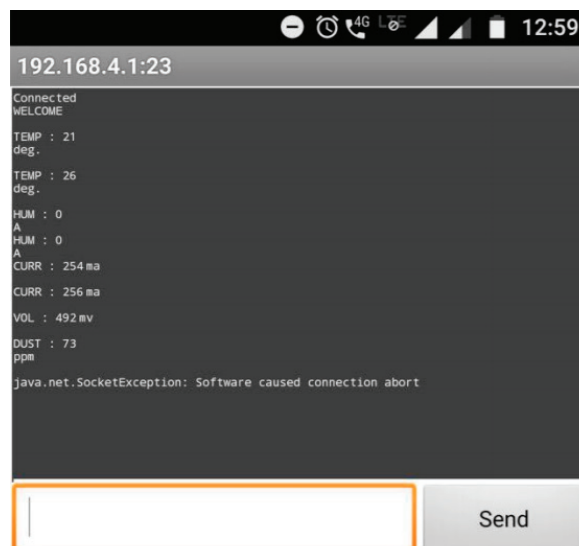 4G LTE 12:59
192.168.4.1:23
Connected
WELCOME
TEMP : 21
deg.
TEMP : 26
deg.
HUM : 0
A
HUM : 0
A
CURR : 254 ma
CURR : 256 ma
VOL : 492 mv
DUST : 73
ppm
java.net.SocketException: Software caused connection abort
Send